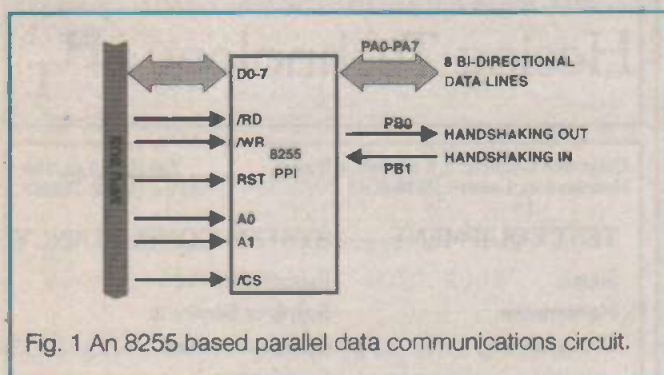 PA0-PA7
8 BI-DIRECTIONAL
DATA LINES
D0-7
/RD
/WR
8255
PPI
RST
A0
A1
/CS
PB0
HANDSHAKING OUT
HANDSHAKING IN
PB1
Fig. 1 An 8255 based parallel data communications circuit.